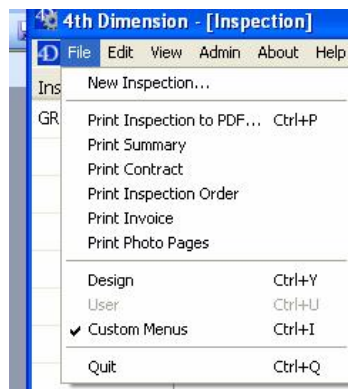 4th Dimension - [Inspection]
File Edit View Admin About Help
Ins
New Inspection...
GR
Print Inspection to PDF... Ctrl+P
Print Summary
Print Contract
Print Inspection Order
Print Invoice
Print Photo Pages
Design Ctrl+Y
User Ctrl+U
Custom Menus Ctrl+I
Quit Ctrl+Q